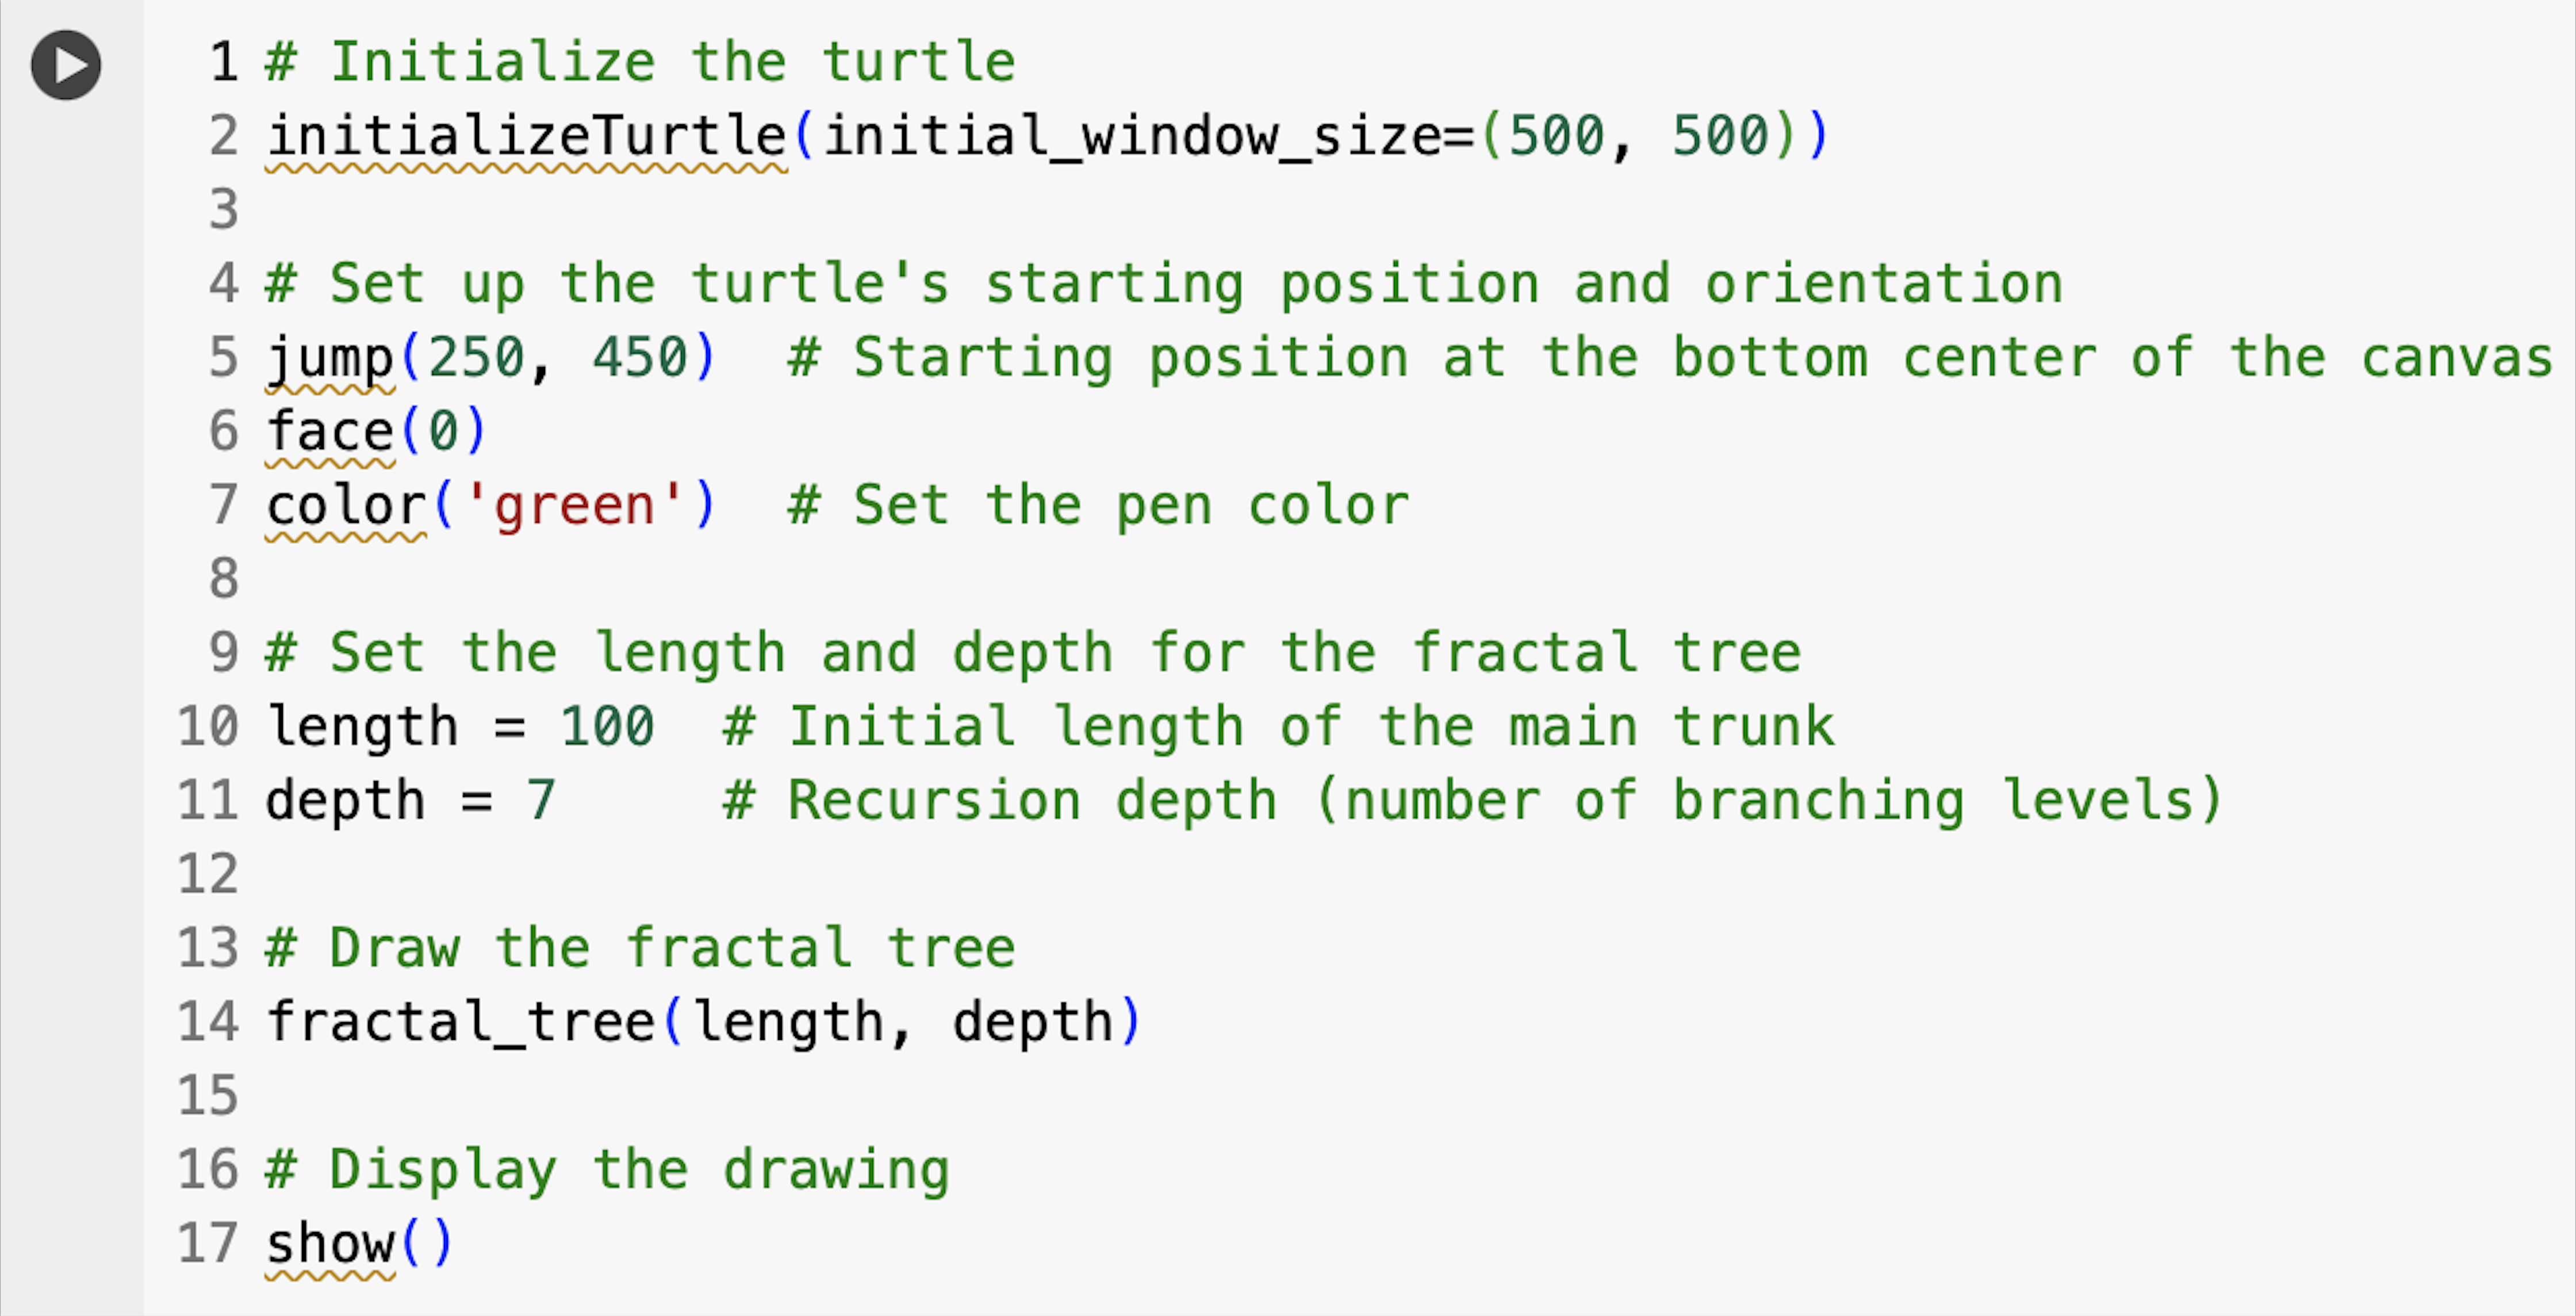 1 # Initialize the turtle
2 initializeTurtle(initial_window_size=(500, 500))
3
4 # Set up the turtle's starting position and orientation
5 jump(250, 450)  # Starting position at the bottom center of the canvas
6 face(0)
7 color('green')  # Set the pen color
8
9 # Set the length and depth for the fractal tree
10 length = 100  # Initial length of the main trunk
11 depth = 7     # Recursion depth (number of branching levels)
12
13 # Draw the fractal tree
14 fractal_tree(length, depth)
15
16 # Display the drawing
17 show()